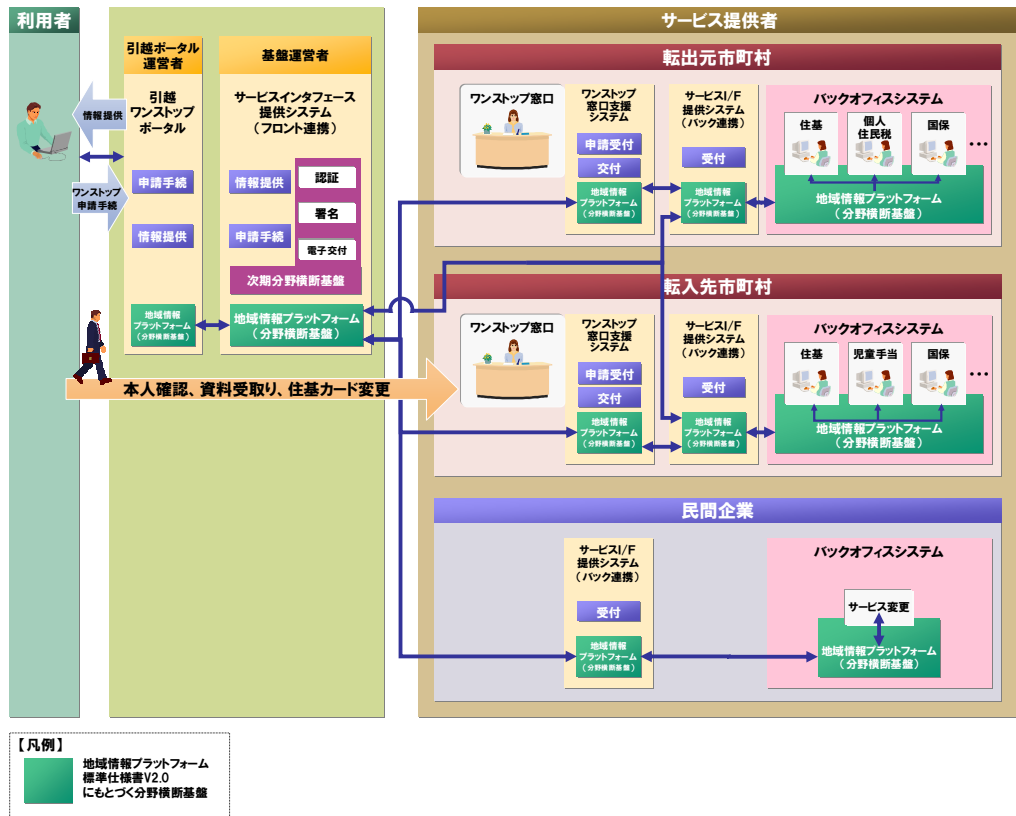 利用者
情報提供
ワンストップ
申請手続
引越ポータル
運営者
引越
ワンストップ
ポータル
申請手続
情報提供
地域情報
プラットフォーム
(分野横断基盤)
基盤運営者
サービスインタフェース
提供システム
(フロント連携)
情報提供
申請手続
認証
署名
電子交付
次期分野横断基盤
地域情報プラットフォーム
(分野横断基盤)
本人確認、資料受取り、住基カード変更
サービス提供者
転出元市町村
ワンストップ窓口
ワンストップ
窓口支援
システム
申請受付
交付
地域情報
プラットフォーム
(分野横断基盤)
サービスI/F
提供システム
(バック連携)
受付
地域情報
プラットフォーム
(分野横断基盤)
バックオフィスシステム
住基
個人
住民税
国保
…
地域情報プラットフォーム
(分野横断基盤)
転入先市町村
ワンストップ窓口
ワンストップ
窓口支援
システム
申請受付
交付
地域情報
プラットフォーム
(分野横断基盤)
サービスI/F
提供システム
(バック連携)
受付
地域情報
プラットフォーム
(分野横断基盤)
バックオフィスシステム
住基
児童手当
国保
…
地域情報プラットフォーム
(分野横断基盤)
民間企業
サービスI/F
提供システム
(バック連携)
受付
地域情報
プラットフォーム
(分野横断基盤)
バックオフィスシステム
サービス変更
地域情報プラットフォーム
(分野横断基盤)
【凡例】
地域情報プラットフォーム
標準仕様書V2.0
にもとづく分野横断基盤